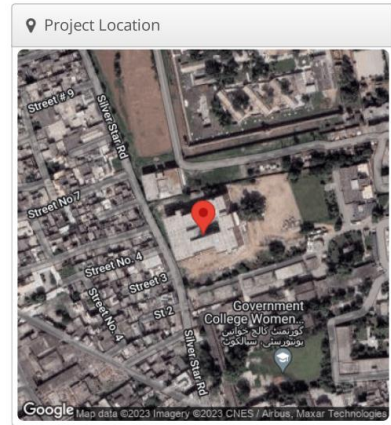 Project Location
Street # 9
Silver Star Rd
Street No 7
Street No. 4
Street 3
Street No. 4
St 2
Government
College Women...
گورنمنٹ کالج خواتین
یونیورسٹی، سیالکوٹ
Silver Star Rd
Google Map data ©2023 Imagery ©2023 CNES / Airbus, Maxar Technologies